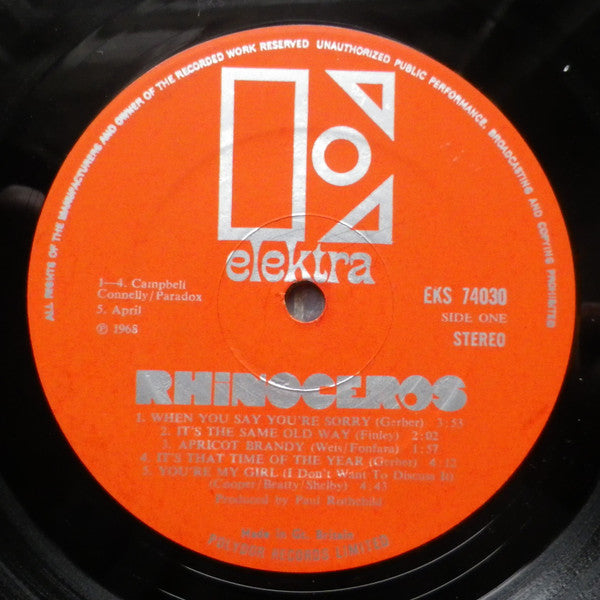 ALL RIGHTS OF THE MANUFACTURERS AND OWNER OF THE RECORDED WORK RESERVED UNAUTHORIZED PUBLIC PERFORMANCE, BROADCASTING AND COPYING PROHIBITED
elektra
1—4. Campbell
Connelly/Paradox
5. April
℗ 1968
EKS 74030
SIDE ONE
STEREO
RHiNOCEROS
1. WHEN YOU SAY YOU'RE SORRY (Gerber) 3:53
2. IT'S THE SAME OLD WAY (Finley) 2:02
3. APRICOT BRANDY (Weis/Fonfara) 1:57
4. IT'S THAT TIME OF THE YEAR (Gerber) 4:12
5. YOU'RE MY GIRL (I Don't Want To Discuss It)
(Cooper/Beatty/Shelby) 4:43
Produced by Paul Rothchild
Made in Gt. Britain
POLYDOR RECORDS LIMITED